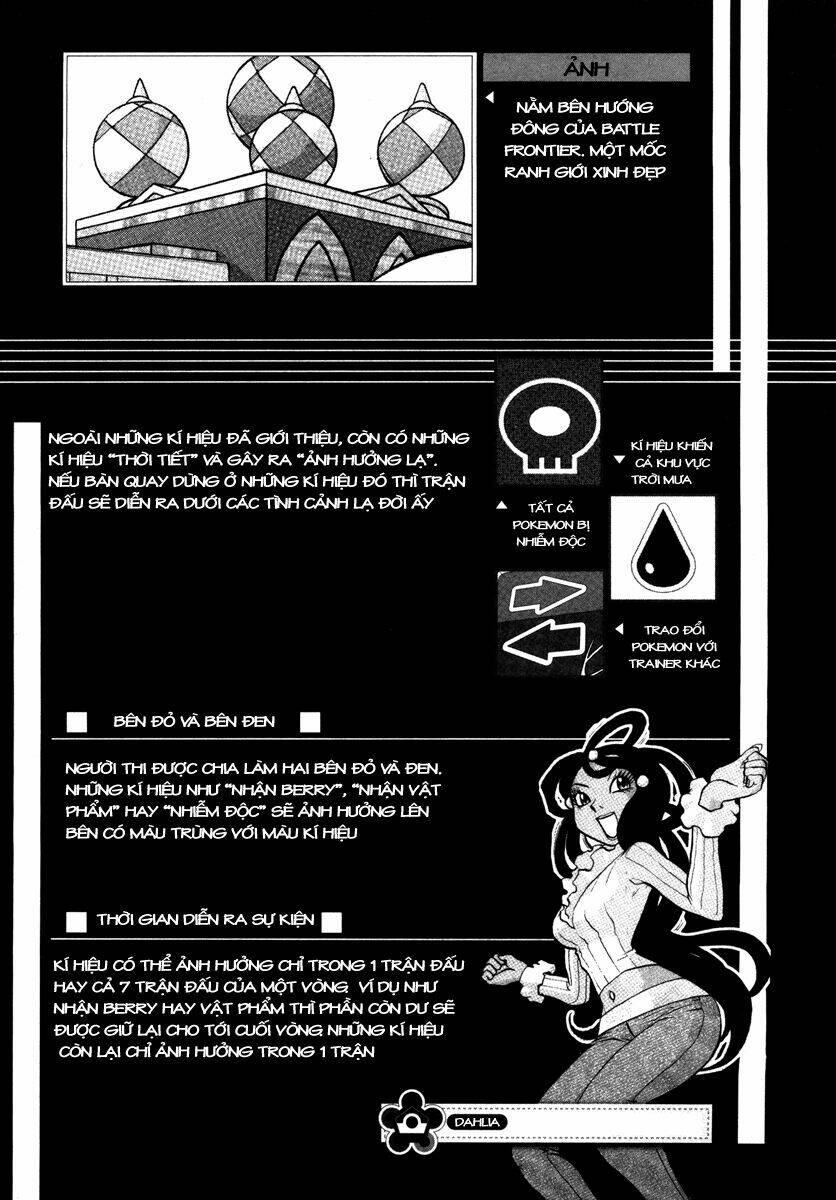 ẢNH
NẰM BÊN HƯỚNG
ĐÔNG CỦA BATTLE
FRONTIER. MỘT MỐC
RANH GIỚI XINH ĐẸP
NGOÀI NHỮNG KÍ HIỆU ĐÃ GIỚI THIỆU, CÒN CÓ NHỮNG
KÍ HIỆU "THỜI TIẾT" VÀ GÂY RA "ẢNH HƯỞNG LẠ".
NẾU BÀN QUAY DỪNG Ở NHỮNG KÍ HIỆU ĐÓ THÌ TRẬN
ĐẤU SẼ DIỄN RA DƯỚI CÁC TÌNH CẢNH LẠ ĐỜI ẤY
KÍ HIỆU KHIẾN
CẢ KHU VỰC
TRỜI MƯA
TẤT CẢ
POKEMON BỊ
NHIỄM ĐỘC
TRAO ĐỔI
POKEMON VỚI
TRAINER KHÁC
BÊN ĐỎ VÀ BÊN ĐEN
NGƯỜI THI ĐƯỢC CHIA LÀM HAI BÊN ĐỎ VÀ ĐEN.
NHỮNG KÍ HIỆU NHƯ "NHẬN BERRY", "NHẬN VẬT
PHẨM" HAY "NHIỄM ĐỘC" SẼ ẢNH HƯỞNG LÊN
BÊN CÓ MÀU TRÙNG VỚI MÀU KÍ HIỆU
THỜI GIAN DIỄN RA SỰ KIỆN
KÍ HIỆU CÓ THỂ ẢNH HƯỞNG CHỈ TRONG 1 TRẬN ĐẤU
HAY CẢ 7 TRẬN ĐẤU CỦA MỘT VÒNG. VÍ DỤ NHƯ
NHẬN BERRY HAY VẬT PHẨM THÌ PHẦN CÒN DƯ SẼ
ĐƯỢC GIỮ LẠI CHO TỚI CUỐI VÒNG. NHỮNG KÍ HIỆU
CÒN LẠI CHỈ ẢNH HƯỞNG TRONG 1 TRẬN
DAHLIA